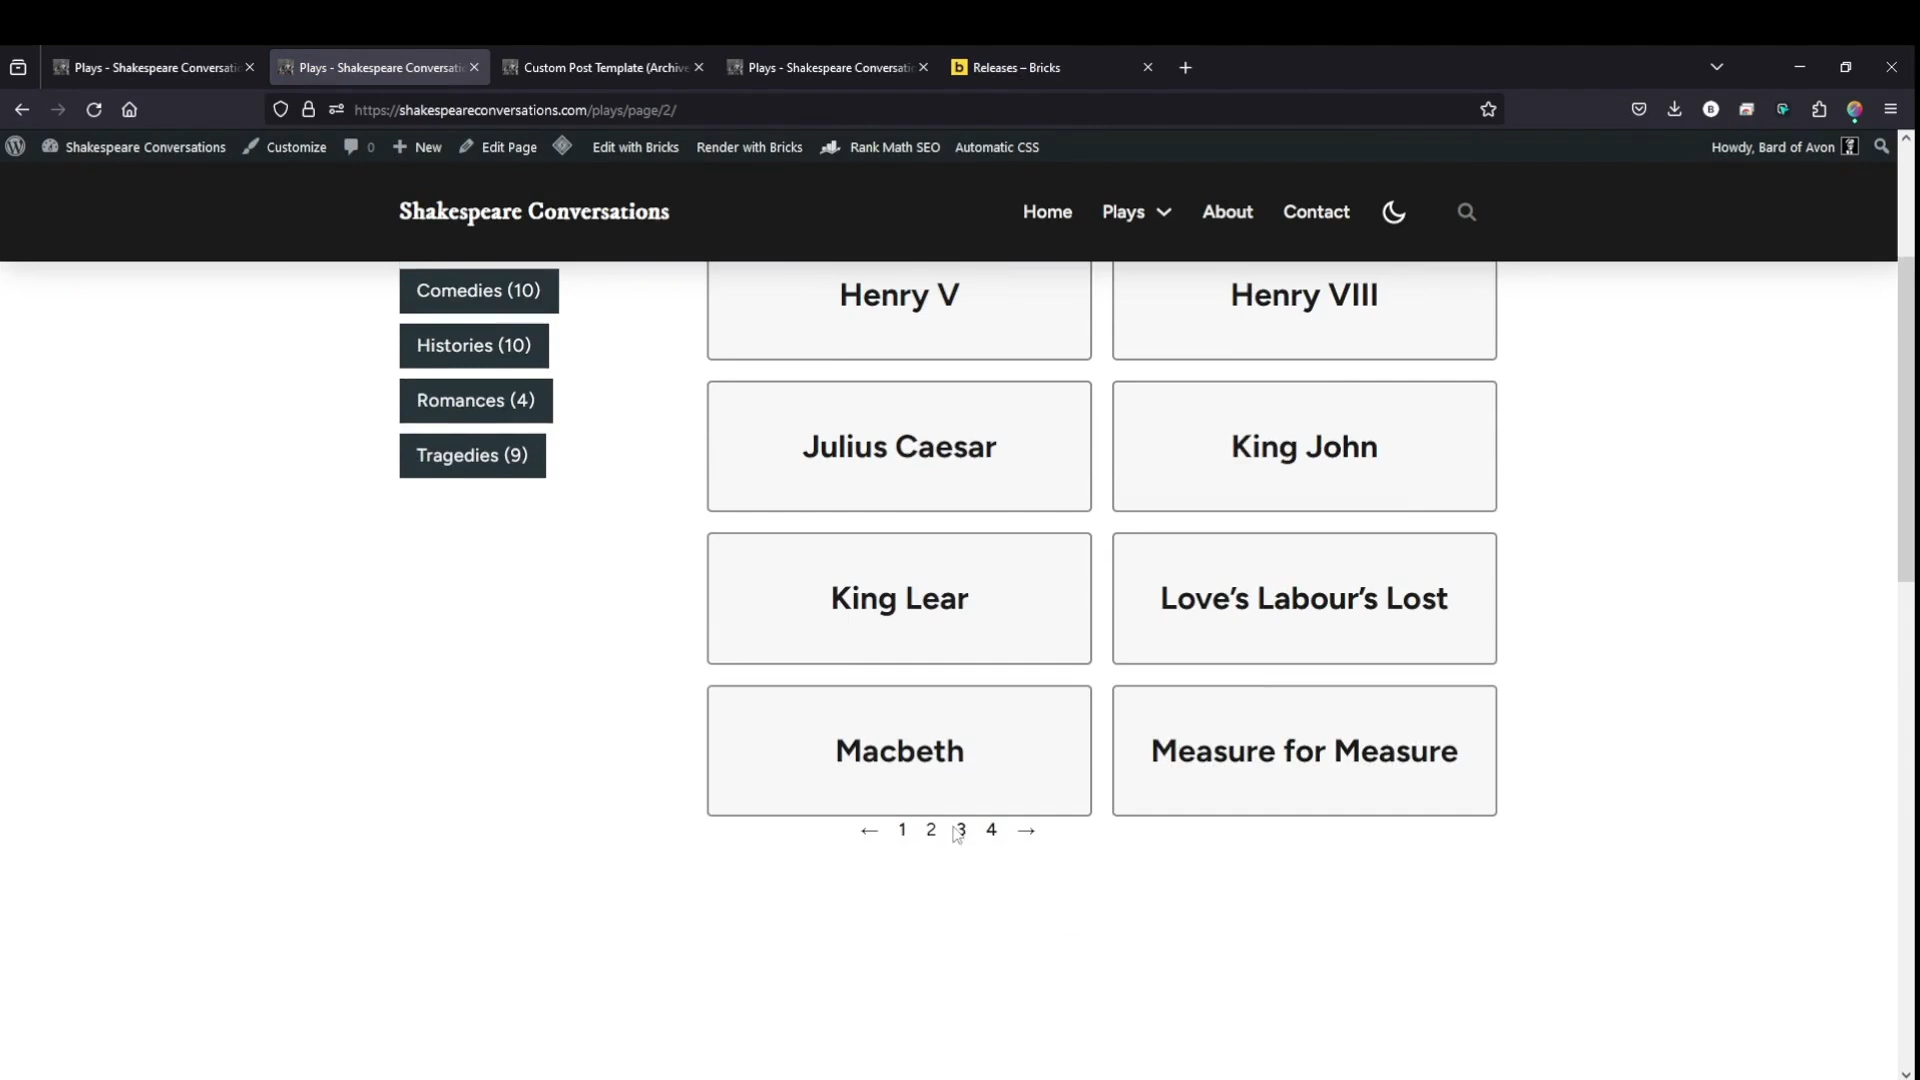 Plays - Shakespeare Conversatio
Plays - Shakespeare Conversatio
Custom Post Template (Archive
Plays - Shakespeare Conversatio
b Releases – Bricks
https://shakespeareconversations.com/plays/page/2/
Shakespeare Conversations Customize 0 New Edit Page Edit with Bricks Render with Bricks Rank Math SEO Automatic CSS Howdy, Bard of Avon
Shakespeare Conversations
Home Plays About Contact
Comedies (10)
Histories (10)
Romances (4)
Tragedies (9)
Henry V
Henry VIII
Julius Caesar
King John
King Lear
Love’s Labour’s Lost
Macbeth
Measure for Measure
← 1 2 3 4 →